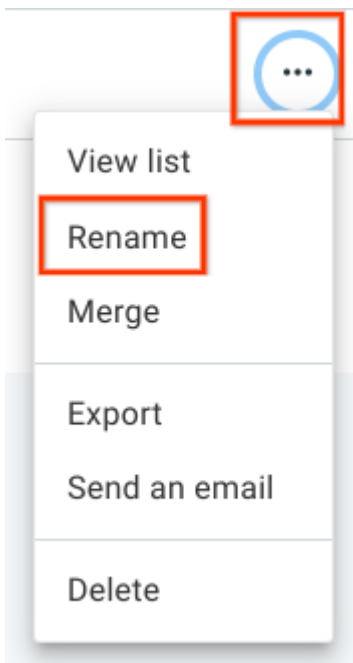 ...
View list
Rename
Merge
Export
Send an email
Delete